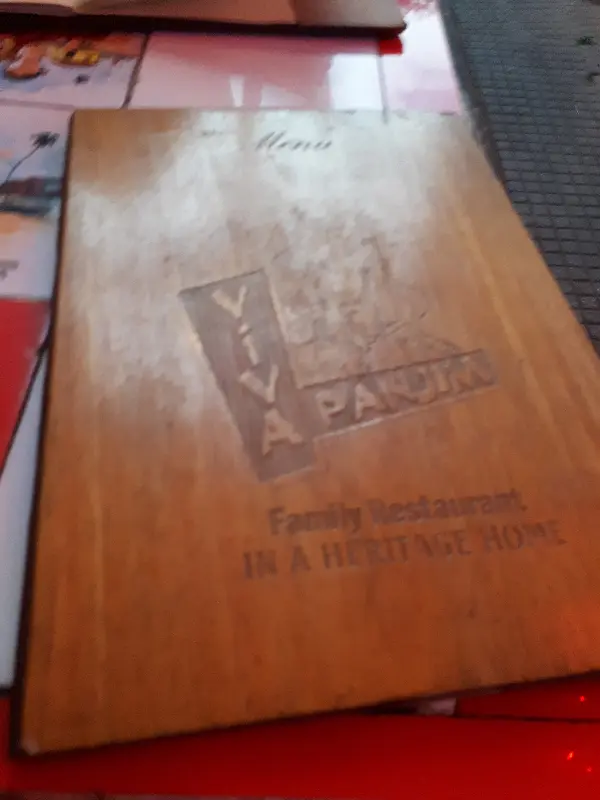 Menu
VIVA
PANJIM
Family Restaurant
IN A HERITAGE HOME